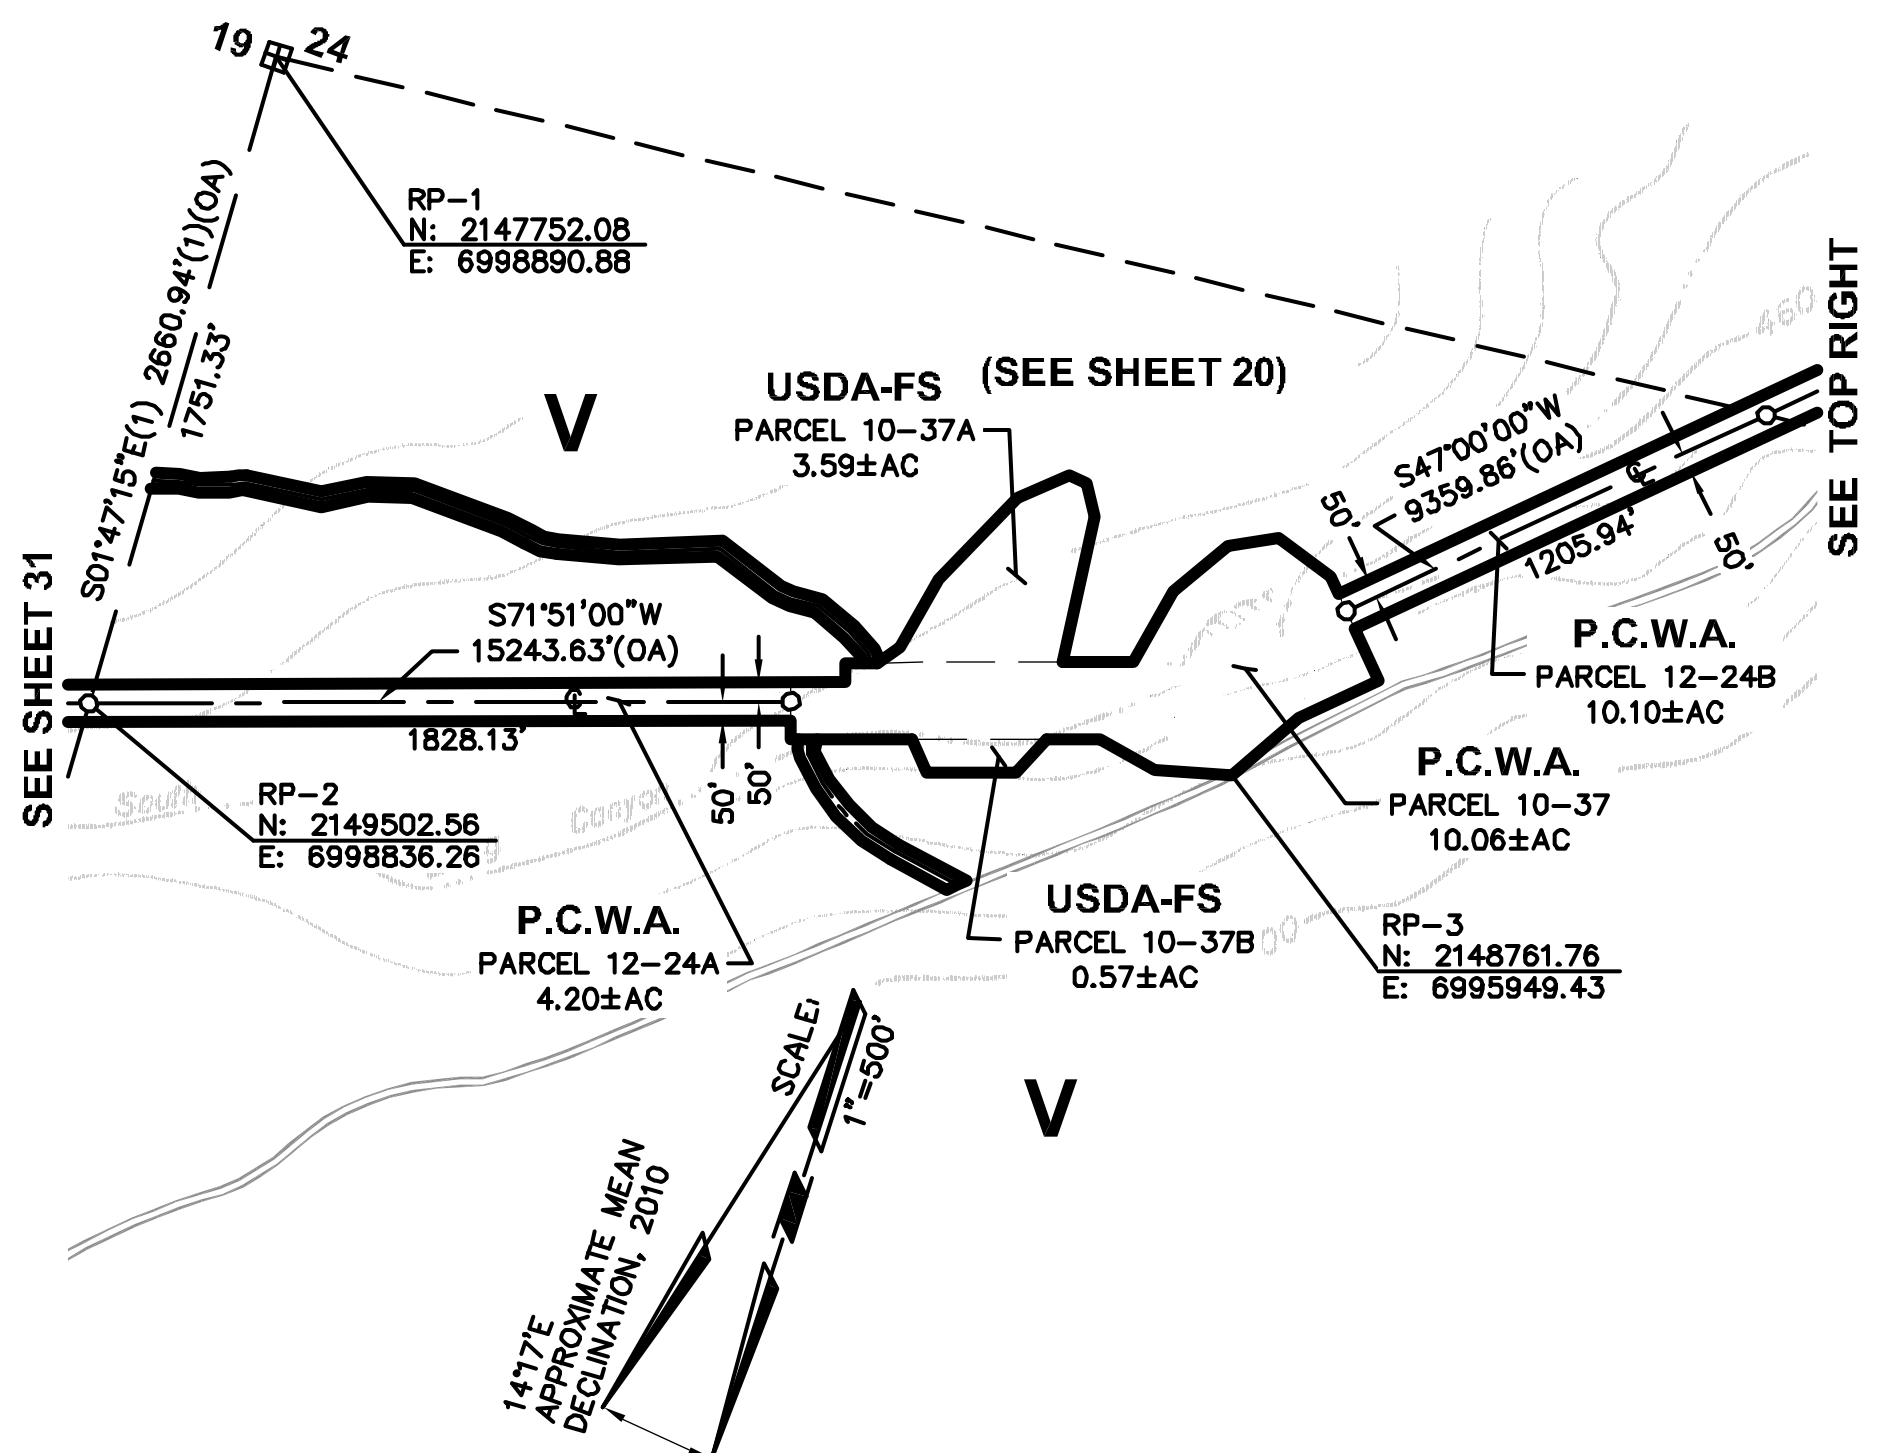 19 24
RP-1
N: 2147752.08
E: 6998890.88
S01°47'15"E(1) 2660.94'(1)(OA)
1751.33'
V
USDA-FS
PARCEL 10-37A
3.59±AC
(SEE SHEET 20)
460
SEE TOP RIGHT
S47°00'00"W
9359.86'(OA)
50'
℄
1205.94'
50'
SEE SHEET 31
S71°51'00"W
15243.63'(OA)
℄
1828.13'
50'
50'
P.C.W.A.
PARCEL 12-24B
10.10±AC
P.C.W.A.
PARCEL 10-37
10.06±AC
South
Canyon
RP-2
N: 2149502.56
E: 6998836.26
P.C.W.A.
PARCEL 12-24A
4.20±AC
USDA-FS
PARCEL 10-37B
0.57±AC
RP-3
N: 2148761.76
E: 6995949.43
SCALE:
1"=500'
V
14°17'E
APPROXIMATE MEAN
DECLINATION, 2010